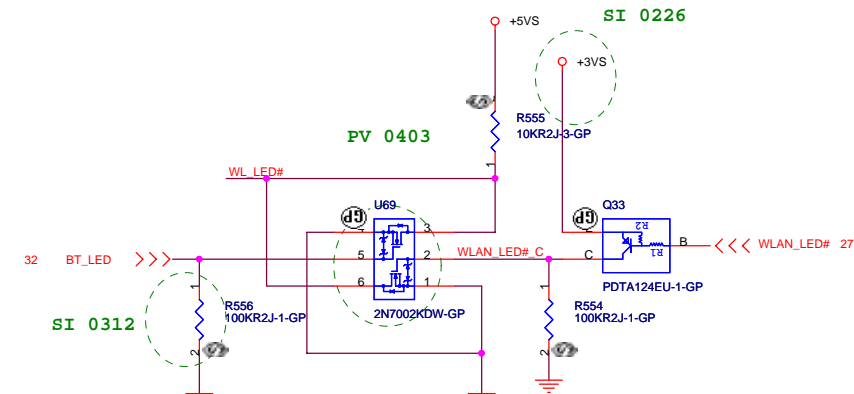 SI 0226
+5VS
+3VS
R555
10KR2J-3-GP
PV 0403
1
WL_LED#
GP
U69
GP
Q33
3
R2
R1
B
5
2
WLAN_LED#_C
C
WLAN_LED# 27
32 BT_LED
6
1
PDTA124EU-1-GP
1
R556
100KR2J-1-GP
2N7002KDW-GP
1
R554
100KR2J-1-GP
SI 0312
2
2